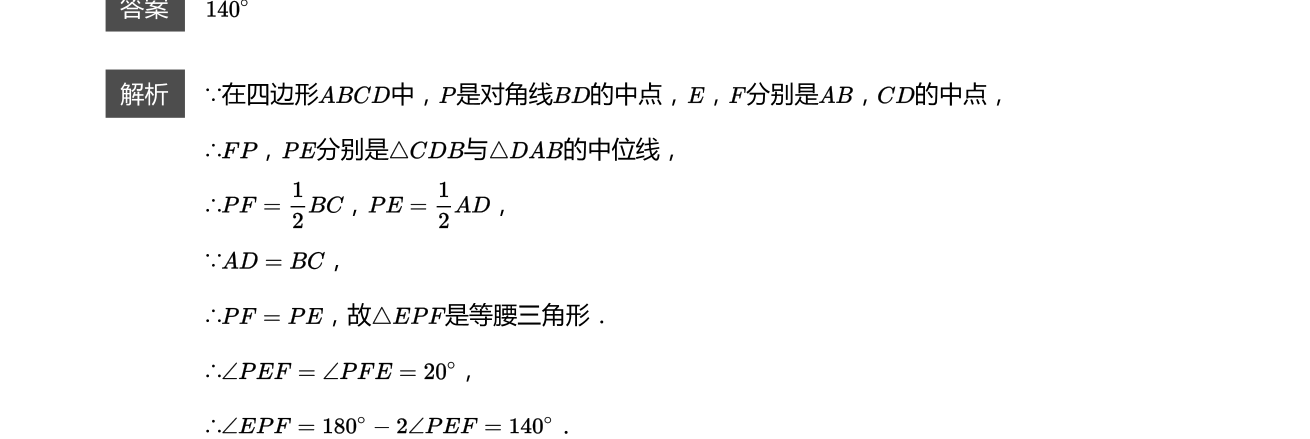 答案 140°
解析 ∵在四边形ABCD中，P是对角线BD的中点，E，F分别是AB，CD的中点，
∴FP，PE分别是△CDB与△DAB的中位线，
∴PF = 1/2 BC，PE = 1/2 AD，
∵AD = BC，
∴PF = PE，故△EPF是等腰三角形．
∴∠PEF = ∠PFE = 20°，
∴∠EPF = 180° − 2∠PEF = 140°．